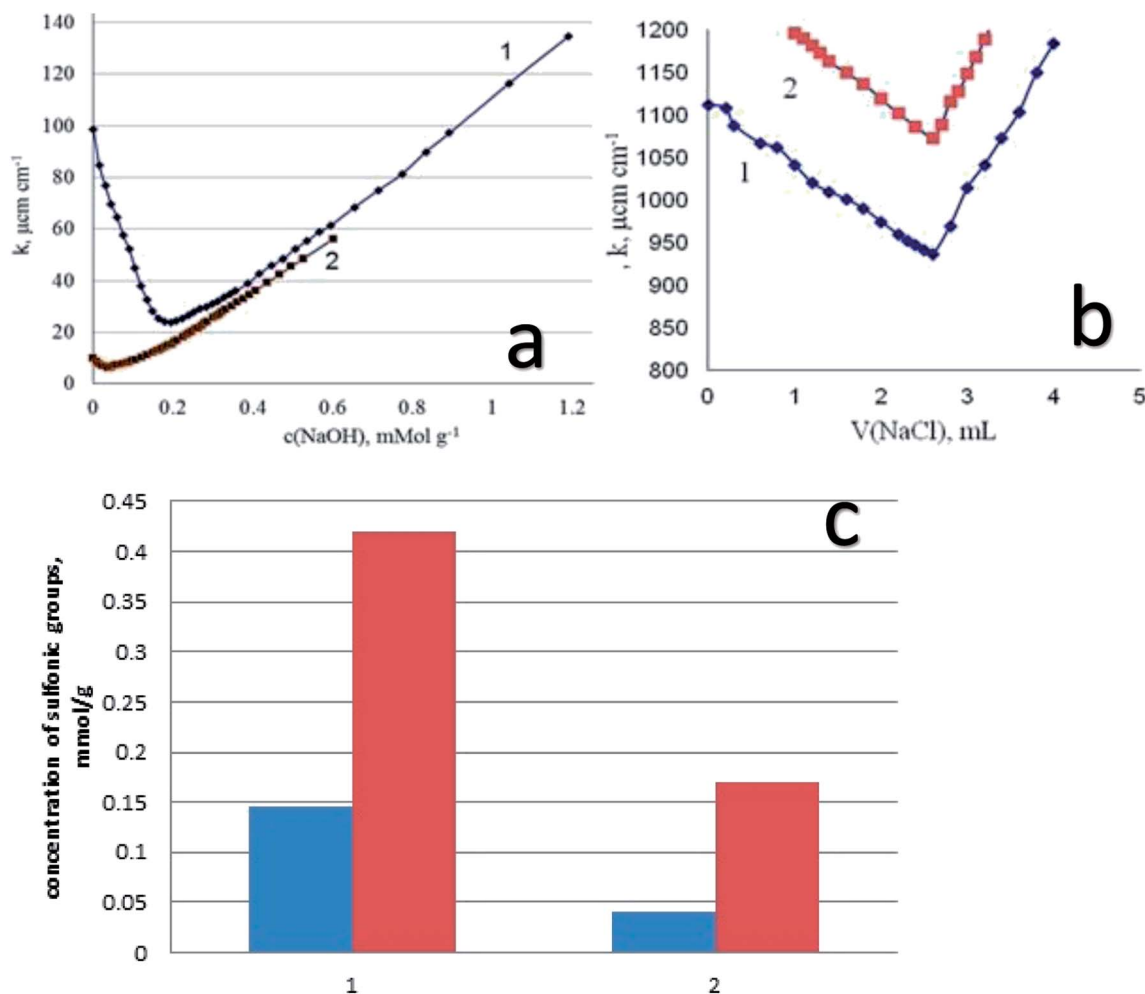 140
120
100
80
60
40
20
0
k, µcm cm⁻¹
1
2
a
0 0.2 0.4 0.6 0.8 1 1.2
c(NaOH), mMol g⁻¹
1200
1150
1100
1050
1000
950
900
850
800
, k, µcm cm⁻¹
2
1
b
0 1 2 3 4 5
V(NaCl), mL
0.45
0.4
0.35
0.3
0.25
0.2
0.15
0.1
0.05
0
concentration of sulfonic groups,
mmol/g
c
1 2